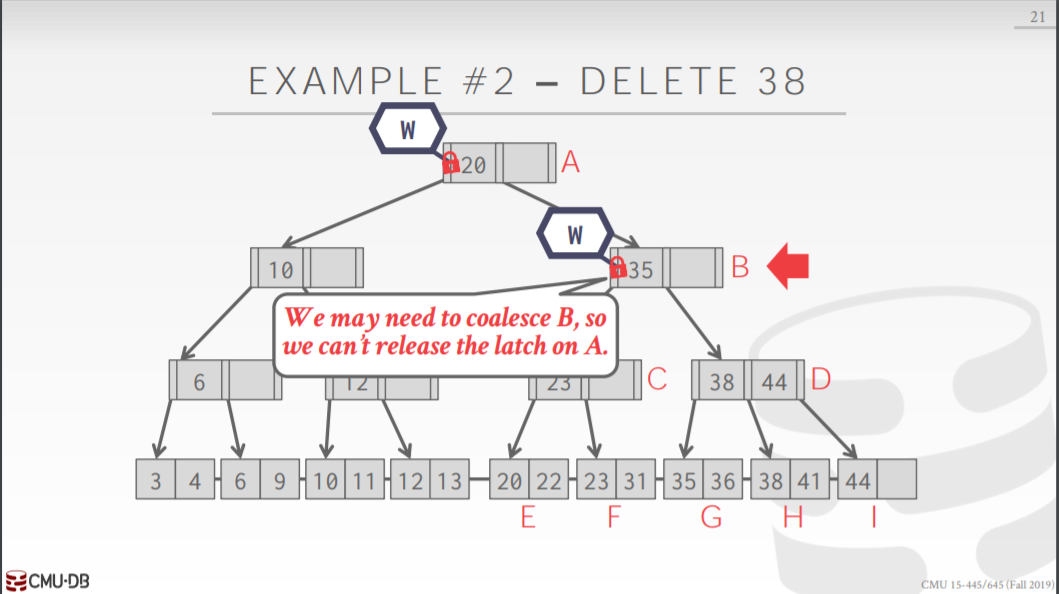 21
EXAMPLE #2 – DELETE 38
W
20 A
W
10
35 B
We may need to coalesce B, so
we can't release the latch on A.
6
12
23 C
38 44 D
3 4 6 9 10 11 12 13 20 22 23 31 35 36 38 41 44
E F G H I
CMU·DB
CMU 15-445/645 (Fall 2019)